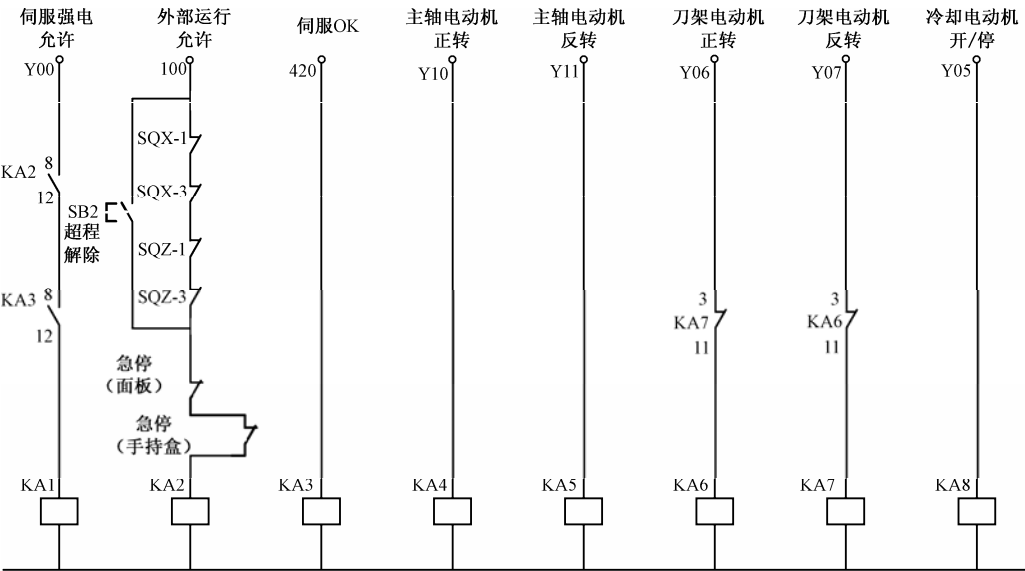 伺服强电
允许
外部运行
允许
伺服OK
主轴电动机
正转
主轴电动机
反转
刀架电动机
正转
刀架电动机
反转
冷却电动机
开/停
Y00
100
420
Y10
Y11
Y06
Y07
Y05
SQX-1
8
KA2
12
SQX-3
SB2
超程
解除
SQZ-1
8
KA3
12
SQZ-3
3
KA7
11
3
KA6
11
急停
（面板）
急停
（手持盒）
KA1
KA2
KA3
KA4
KA5
KA6
KA7
KA8